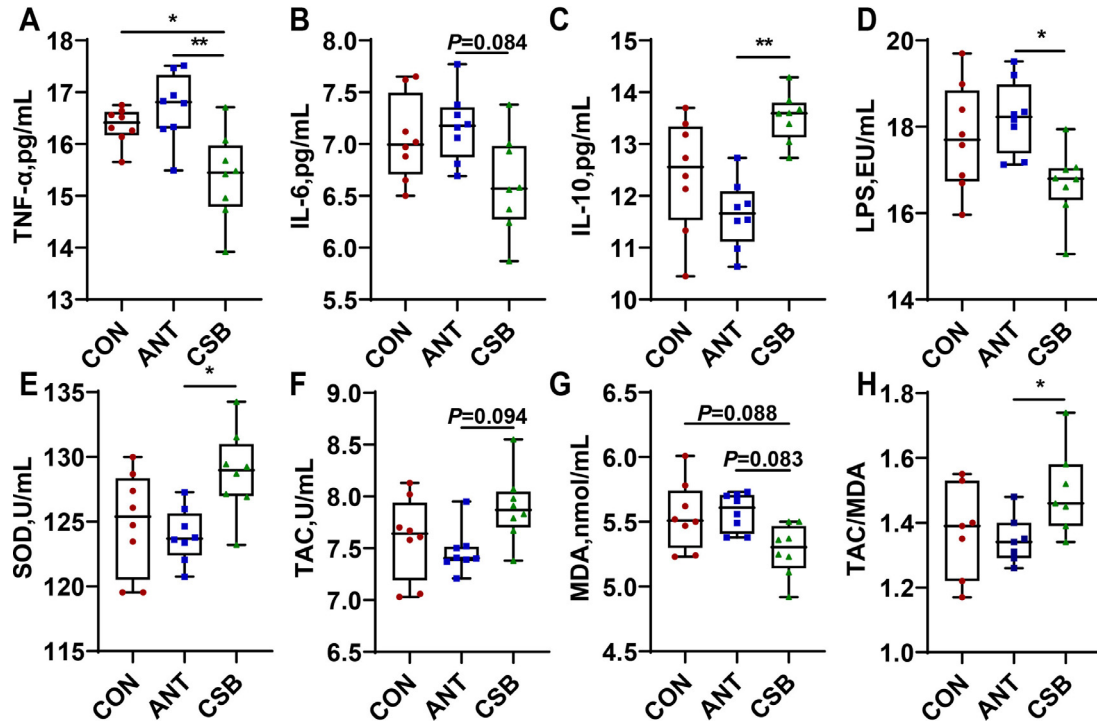 A
TNF-α,pg/mL
18
17
16
15
14
13
*
**
CON
ANT
CSB
B
IL-6,pg/mL
8.0
7.5
7.0
6.5
6.0
5.5
P=0.084
CON
ANT
CSB
C
IL-10,pg/mL
15
14
13
12
11
10
**
CON
ANT
CSB
D
LPS,EU/mL
20
18
16
14
*
CON
ANT
CSB
E
SOD,U/mL
135
130
125
120
115
*
CON
ANT
CSB
F
TAC,U/mL
9.0
8.5
8.0
7.5
7.0
6.5
P=0.094
CON
ANT
CSB
G
MDA,nmol/mL
6.5
6.0
5.5
5.0
4.5
P=0.088
P=0.083
CON
ANT
CSB
H
TAC/MDA
1.8
1.6
1.4
1.2
1.0
*
CON
ANT
CSB